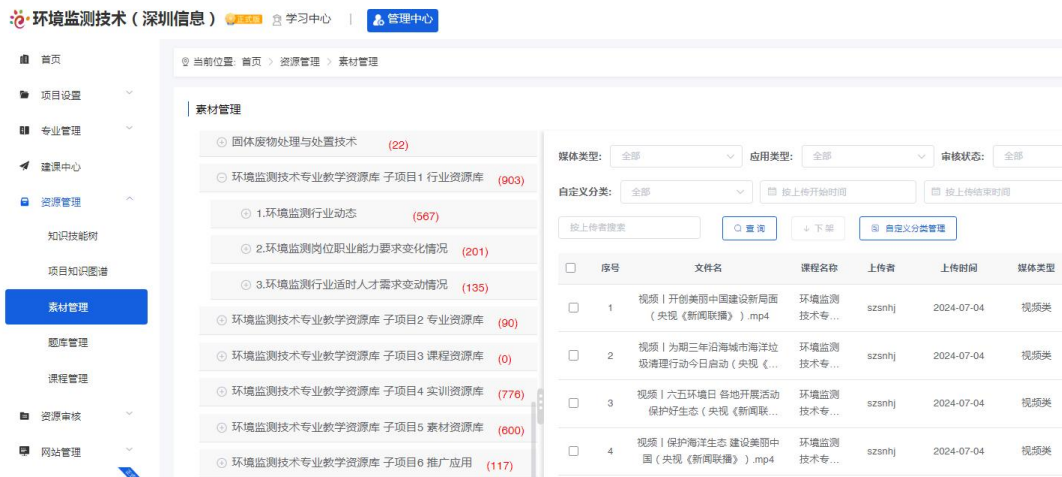 环境监测技术（深圳信息） 正式版 学习中心 | 管理中心
首页
项目设置
专业管理
建课中心
资源管理
知识技能树
项目知识图谱
素材管理
题库管理
课程管理
资源审核
网站管理
当前位置: 首页 > 资源管理 > 素材管理
素材管理
固体废物处理与处置技术 (22)
环境监测技术专业教学资源库 子项目1 行业资源库 (903)
1.环境监测行业动态 (567)
2.环境监测岗位职业能力要求变化情况 (201)
3.环境监测行业适时人才需求变动情况 (135)
环境监测技术专业教学资源库 子项目2 专业资源库 (90)
环境监测技术专业教学资源库 子项目3 课程资源库 (0)
环境监测技术专业教学资源库 子项目4 实训资源库 (776)
环境监测技术专业教学资源库 子项目5 素材资源库 (600)
环境监测技术专业教学资源库 子项目6 推广应用 (117)
媒体类型: 全部 应用类型: 全部 审核状态: 全部
自定义分类: 全部 按上传开始时间 按上传结束时间
按上传者搜索 查询 下架 自定义分类管理
序号 文件名 课程名称 上传者 上传时间 媒体类型
1 视频丨开创美丽中国建设新局面 环境监测 szsnhj 2024-07-04 视频类
（央视《新闻联播》）.mp4 技术专...
2 视频丨为期三年沿海城市海洋垃 环境监测 szsnhj 2024-07-04 视频类
圾清理行动今日启动（央视《... 技术专...
3 视频丨六五环境日 各地开展活动 环境监测 szsnhj 2024-07-04 视频类
保护好生态（央视《新闻联... 技术专...
4 视频丨保护海洋生态 建设美丽中 环境监测 szsnhj 2024-07-04 视频类
国（央视《新闻联播》）.mp4 技术专...